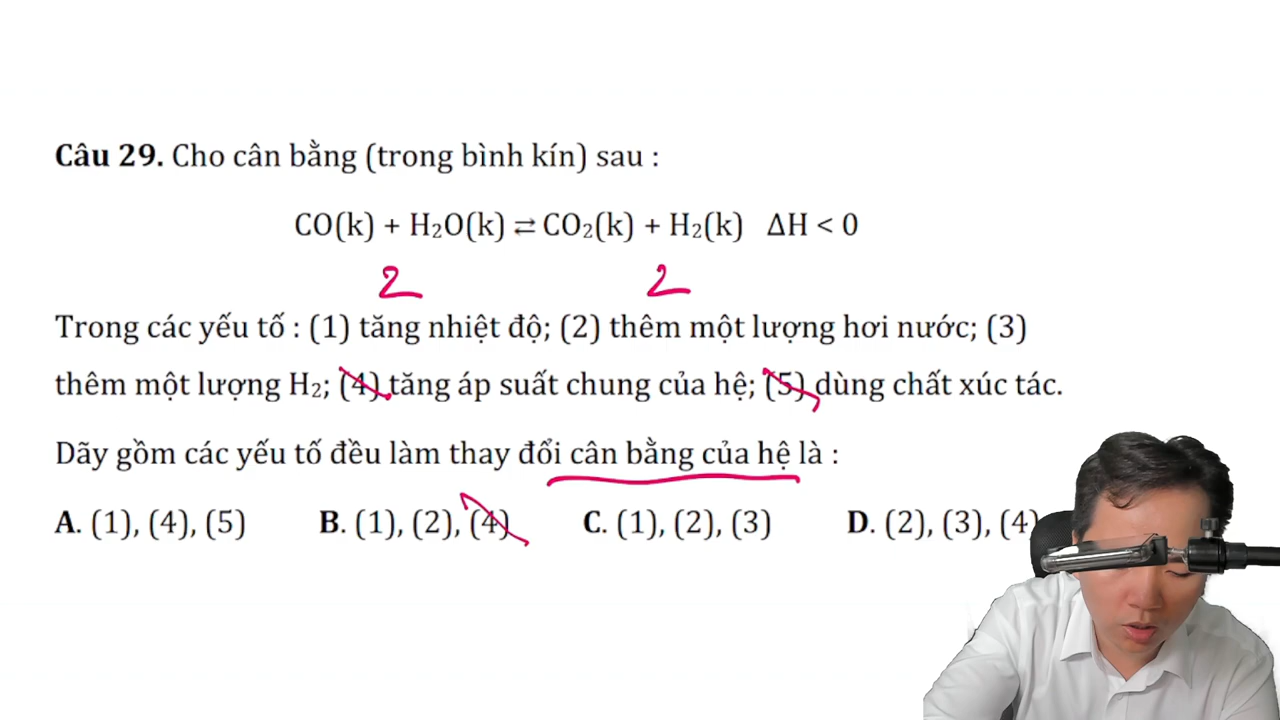 Câu 29. Cho cân bằng (trong bình kín) sau :
CO(k) + H₂O(k) ⇄ CO₂(k) + H₂(k) ΔH < 0
2 2
Trong các yếu tố : (1) tăng nhiệt độ; (2) thêm một lượng hơi nước; (3)
thêm một lượng H₂; (4) tăng áp suất chung của hệ; (5) dùng chất xúc tác.
Dãy gồm các yếu tố đều làm thay đổi cân bằng của hệ là :
A. (1), (4), (5) B. (1), (2), (4) C. (1), (2), (3) D. (2), (3), (4)